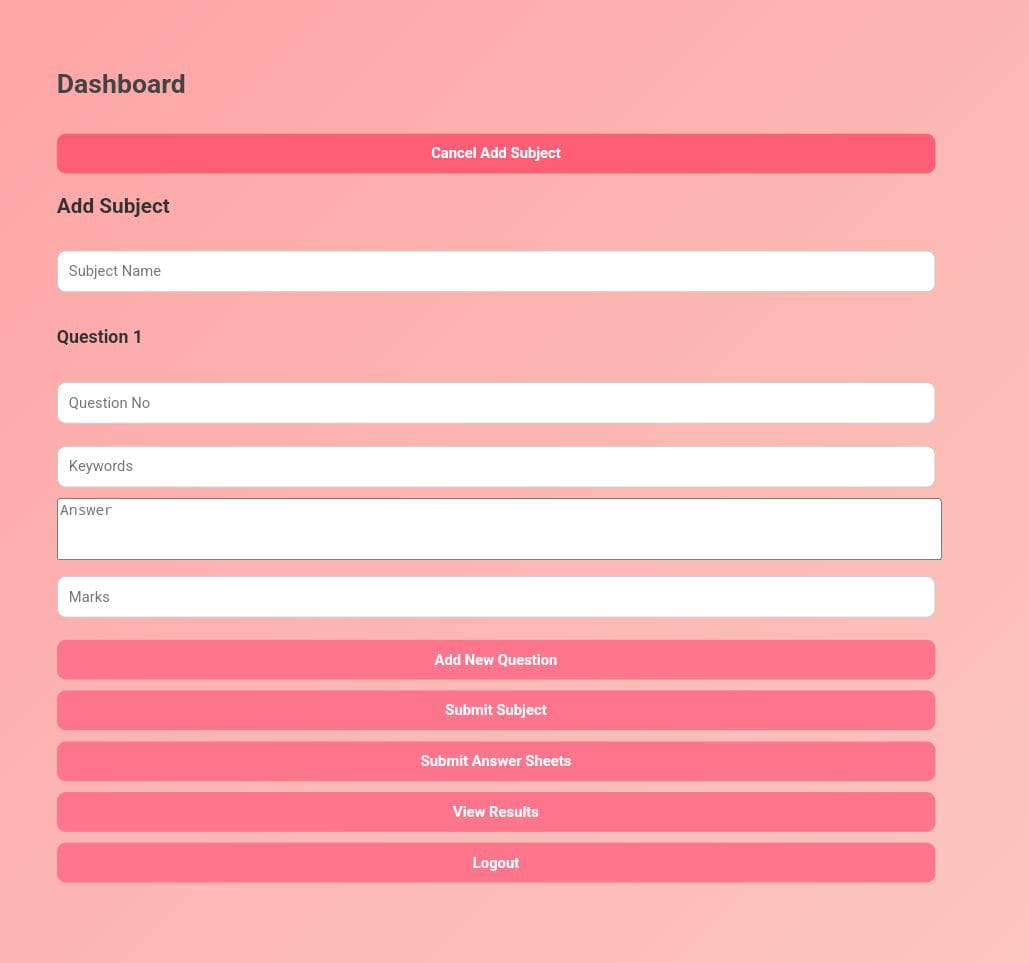 Dashboard
Cancel Add Subject
Add Subject
Subject Name
Question 1
Question No
Keywords
Answer
Marks
Add New Question
Submit Subject
Submit Answer Sheets
View Results
Logout